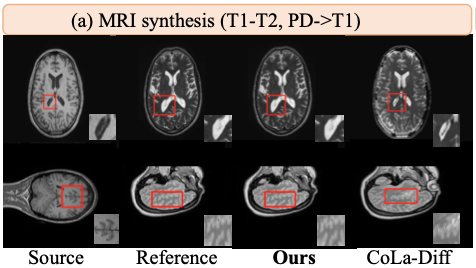 (a) MRI synthesis (T1-T2, PD->T1)
Source Reference Ours CoLa-Diff